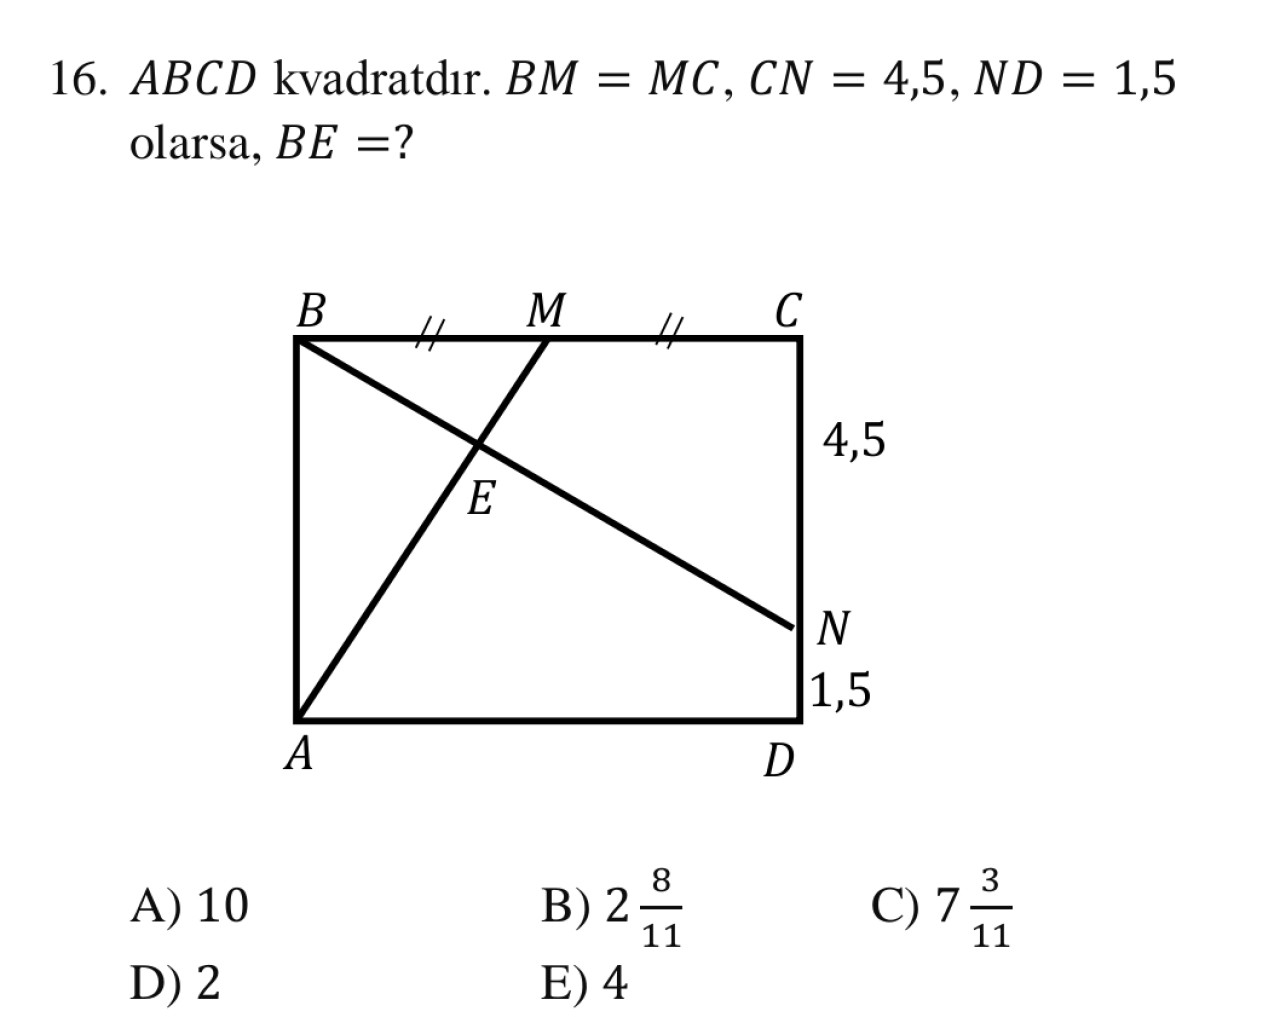 16. ABCD kvadratdır. BM = MC, CN = 4,5, ND = 1,5
olarsa, BE =?
B M C
4,5
E
N
1,5
A D
A) 10 B) 2 8/11 C) 7 3/11
D) 2 E) 4